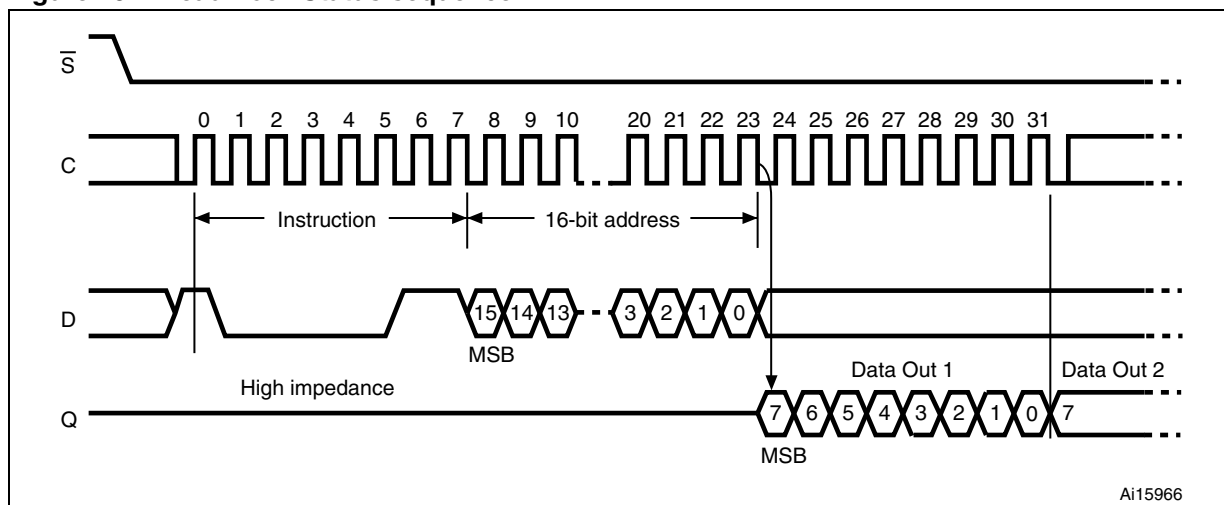 S
0 1 2 3 4 5 6 7 8 9 10 20 21 22 23 24 25 26 27 28 29 30 31
C
Instruction 16-bit address
D
15 14 13 3 2 1 0
MSB
Data Out 1 Data Out 2
High impedance
Q
7 6 5 4 3 2 1 0 7
MSB
Ai15966